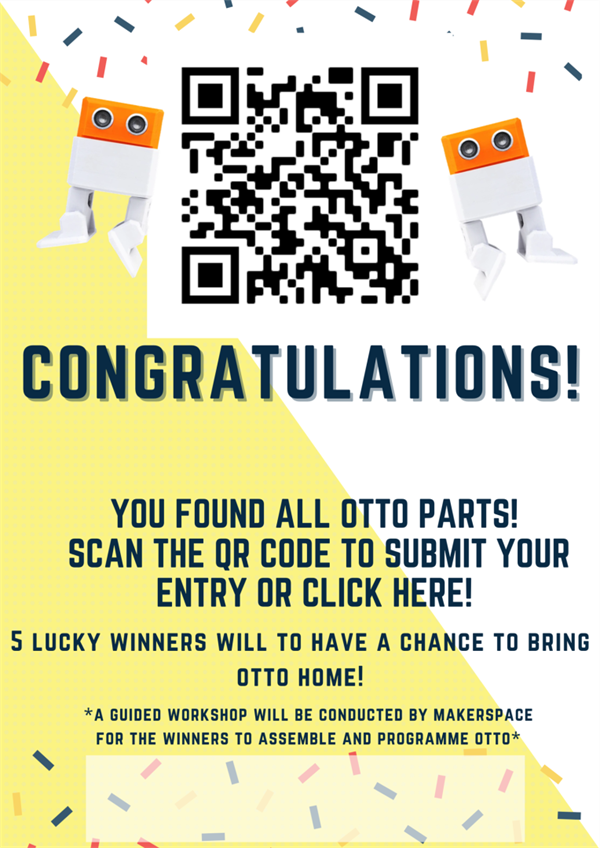 CONGRATULATIONS!
YOU FOUND ALL OTTO PARTS!
SCAN THE QR CODE TO SUBMIT YOUR
ENTRY OR CLICK HERE!
5 LUCKY WINNERS WILL TO HAVE A CHANCE TO BRING
OTTO HOME!
*A GUIDED WORKSHOP WILL BE CONDUCTED BY MAKERSPACE
FOR THE WINNERS TO ASSEMBLE AND PROGRAMME OTTO*